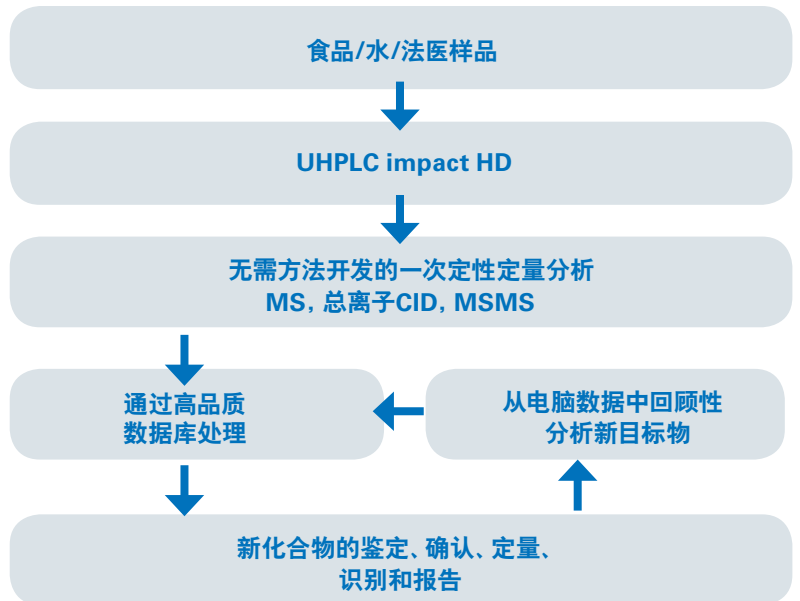 食品/水/法医样品
UHPLC impact HD
无需方法开发的一次定性定量分析
MS, 总离子CID, MSMS
通过高品质
数据库处理
从电脑数据中回顾性
分析新目标物
新化合物的鉴定、确认、定量、
识别和报告